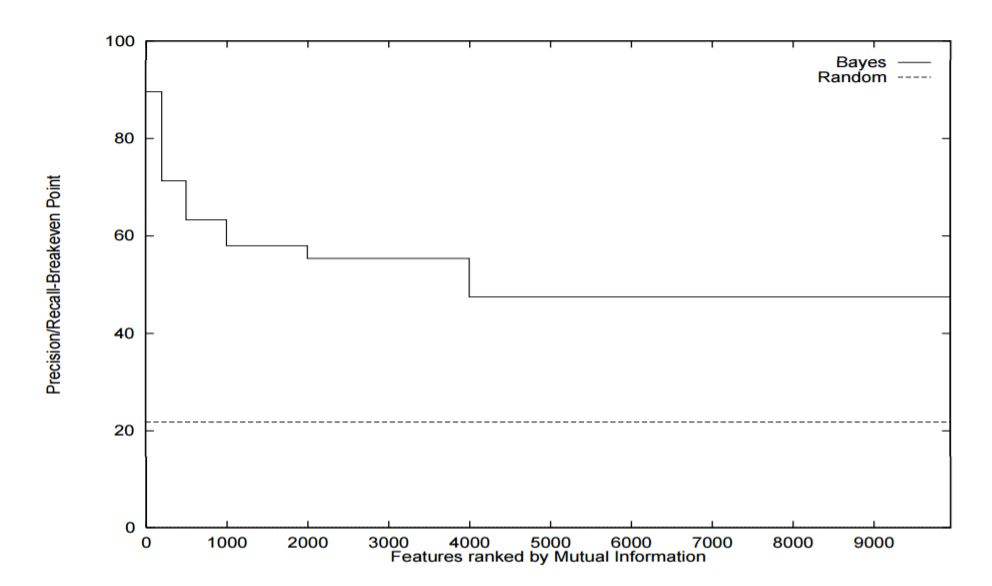 100
80
60
40
20
0
Precision/Recall-Breakeven Point
Bayes
Random
0 1000 2000 3000 4000 5000 6000 7000 8000 9000
Features ranked by Mutual Information